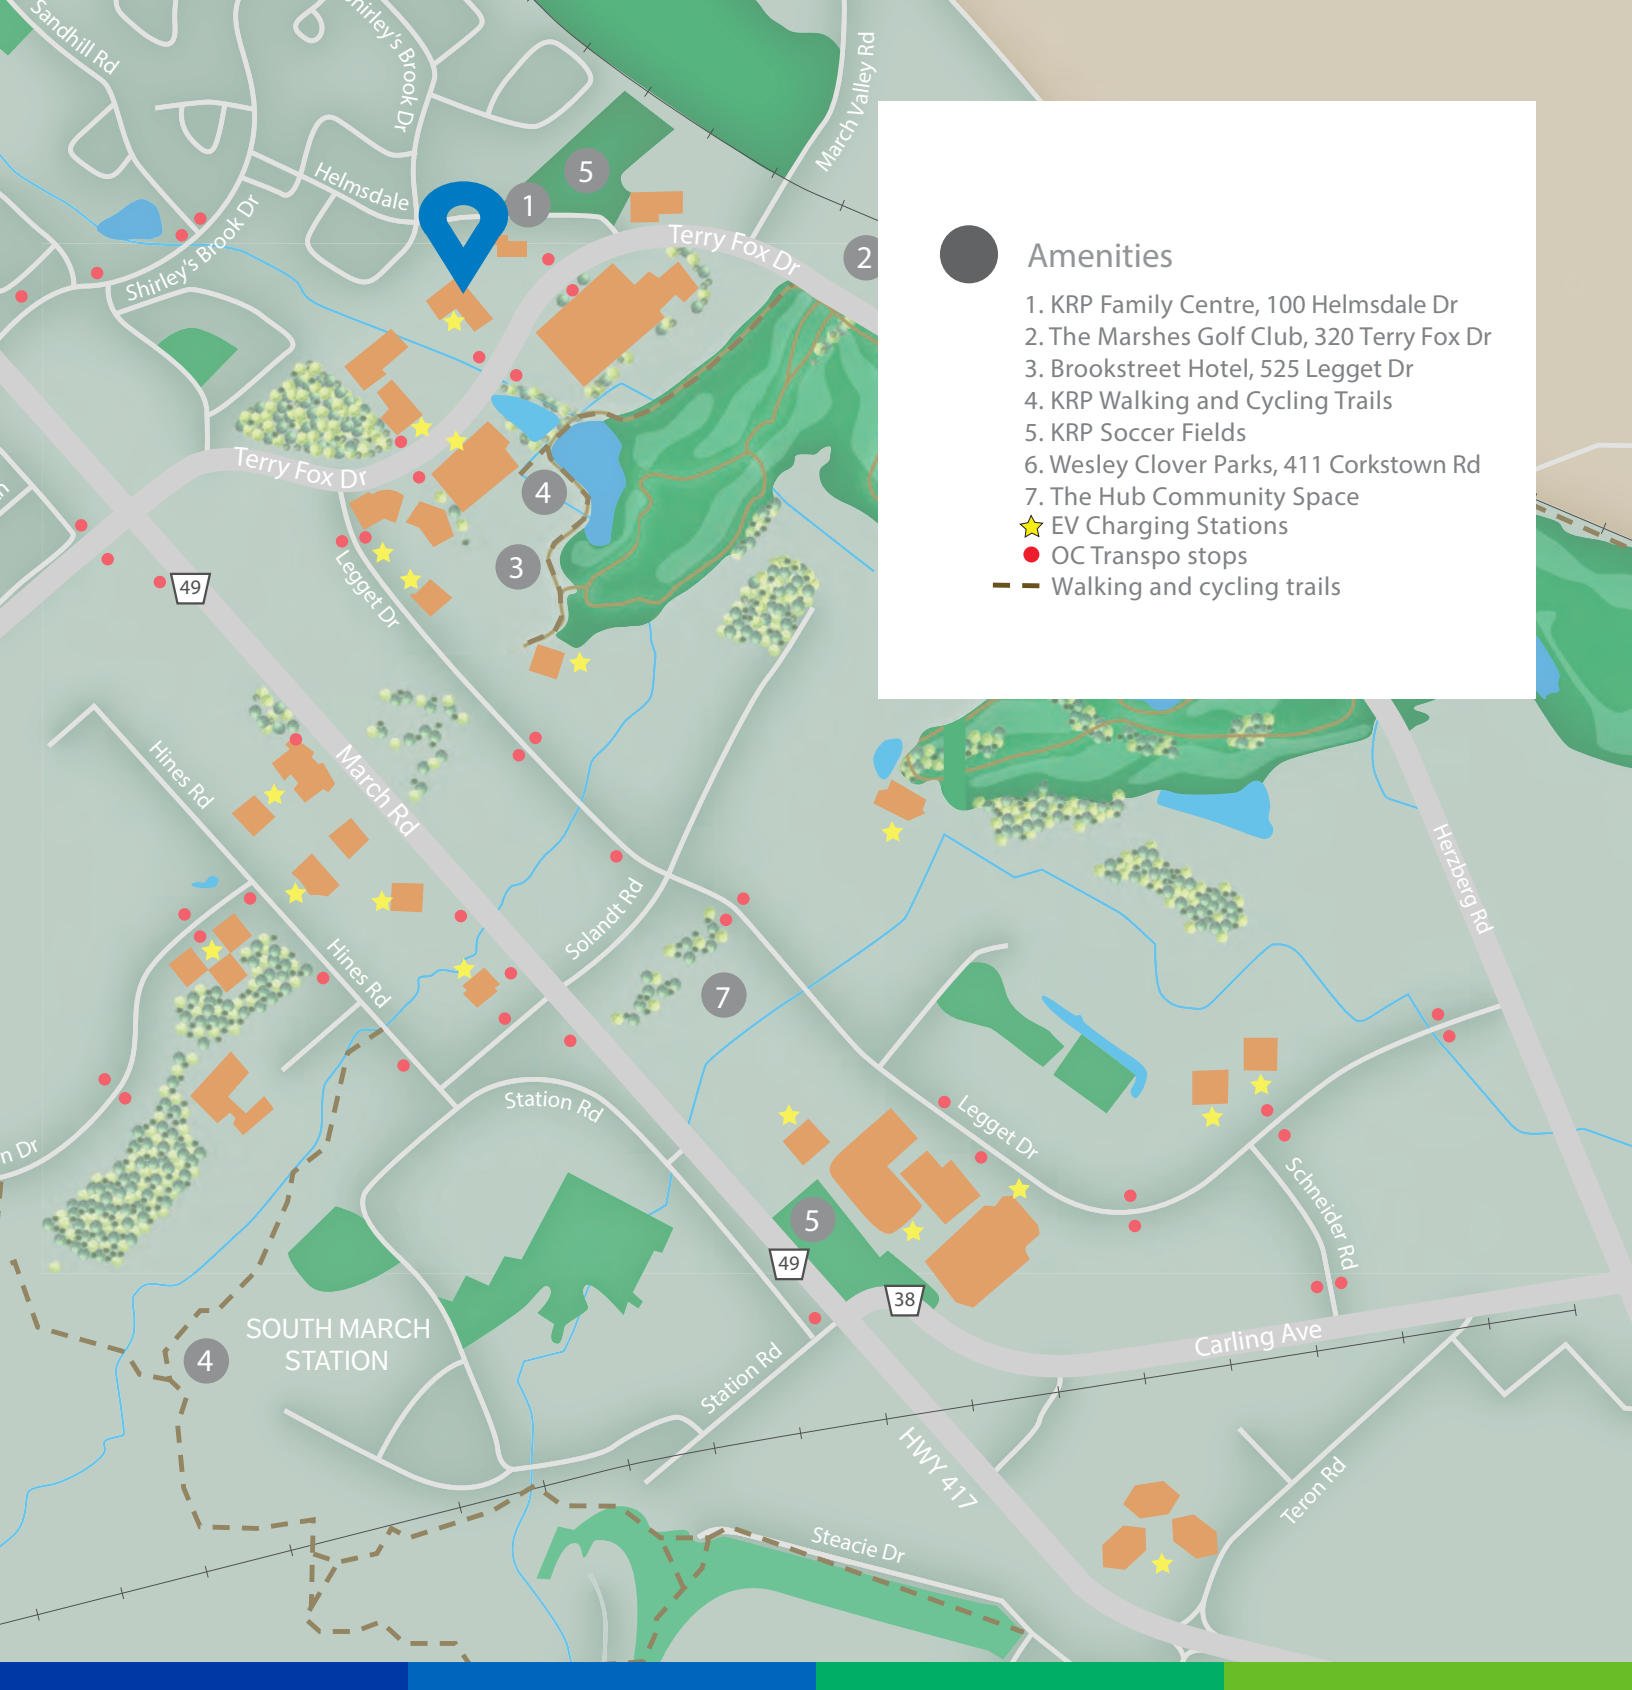 Sandhill Rd
Shirley's Brook Dr
March Valley Rd
Helmsdale
5
1
Terry Fox Dr
2
Shirley's Brook Dr
Terry Fox Dr
4
3
Legget Dr
49
Amenities
1. KRP Family Centre, 100 Helmsdale Dr
2. The Marshes Golf Club, 320 Terry Fox Dr
3. Brookstreet Hotel, 525 Legget Dr
4. KRP Walking and Cycling Trails
5. KRP Soccer Fields
6. Wesley Clover Parks, 411 Corkstown Rd
7. The Hub Community Space
EV Charging Stations
OC Transpo stops
Walking and cycling trails
Hines Rd
March Rd
Herzberg Rd
Solandt Rd
Hines Rd
7
Station Rd
Legget Dr
n Dr
Schneider Rd
5
49
38
SOUTH MARCH
STATION
4
Carling Ave
Station Rd
HWY 417
Teron Rd
Steacie Dr